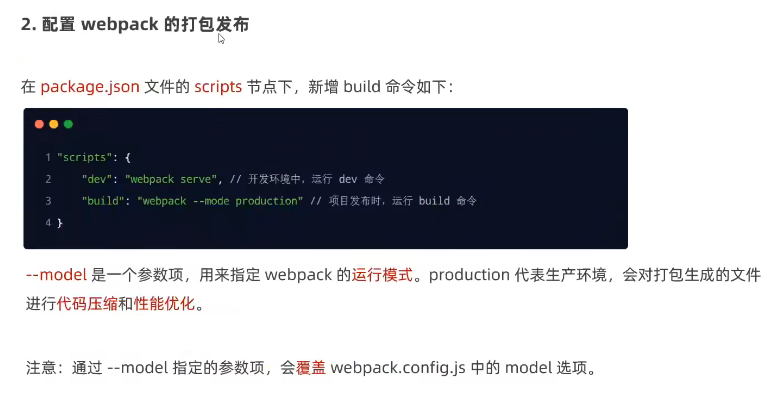 2. 配置 webpack 的打包发布
在 package.json 文件的 scripts 节点下，新增 build 命令如下：
1 "scripts": {
2 "dev": "webpack serve", // 开发环境中，运行 dev 命令
3 "build": "webpack --mode production" // 项目发布时，运行 build 命令
4 }
--model 是一个参数项，用来指定 webpack 的运行模式。production 代表生产环境，会对打包生成的文件
进行代码压缩和性能优化。
注意：通过 --model 指定的参数项，会覆盖 webpack.config.js 中的 model 选项。